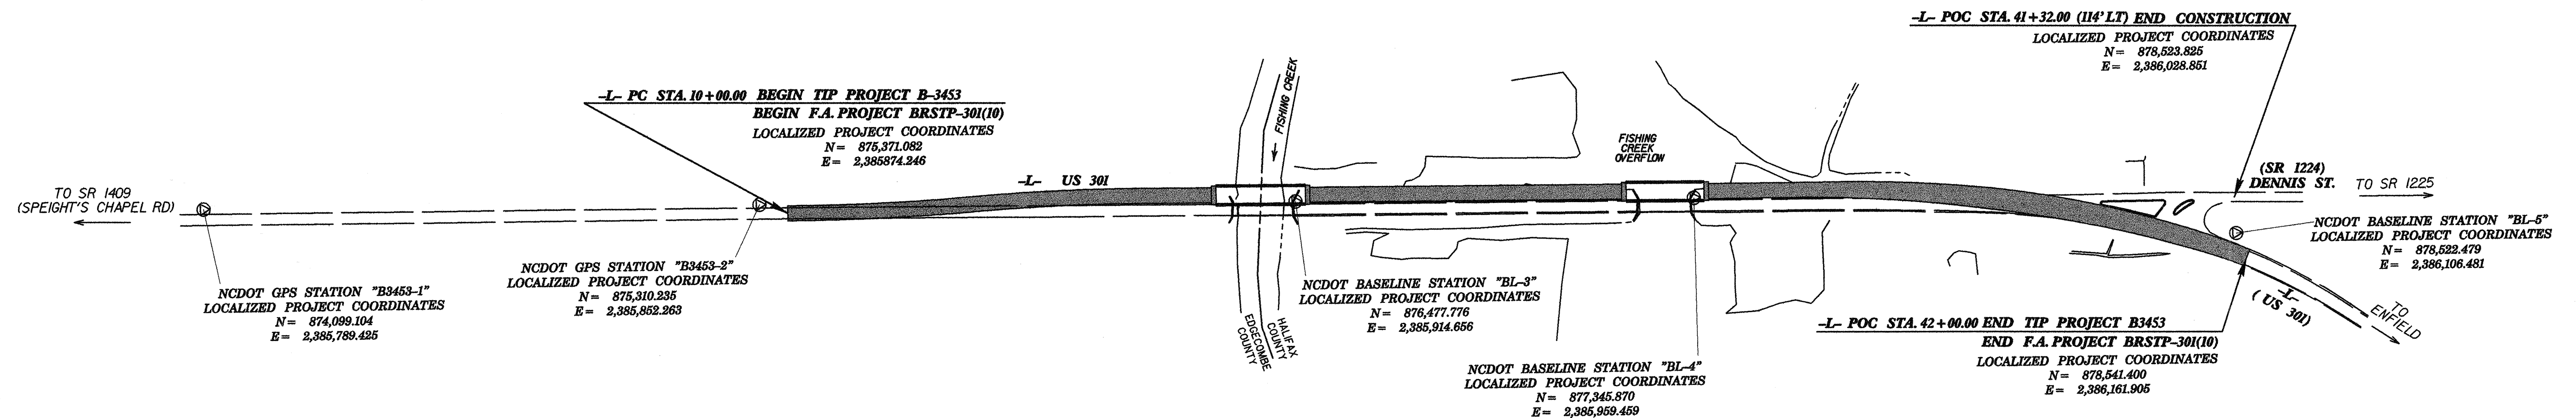 -L- POC STA. 41+32.00 (114' LT) END CONSTRUCTION
LOCALIZED PROJECT COORDINATES
N= 878,523.825
E= 2,386,028.851
-L- PC STA. 10+00.00 BEGIN TIP PROJECT B-3453
BEGIN F.A. PROJECT BRSTP-301(10)
LOCALIZED PROJECT COORDINATES
N= 875,371.082
E= 2,385874.246
FISHING CREEK
FISHING
CREEK
OVERFLOW
-L- US 301
TO SR 1409
(SPEIGHT'S CHAPEL RD)
(SR 1224)
DENNIS ST.
TO SR 1225
NCDOT GPS STATION "B3453-1"
LOCALIZED PROJECT COORDINATES
N= 874,099.104
E= 2,385,789.425
NCDOT GPS STATION "B3453-2"
LOCALIZED PROJECT COORDINATES
N= 875,310.235
E= 2,385,852.263
EDGECOMBE
COUNTY
HALIFAX
COUNTY
NCDOT BASELINE STATION "BL-3"
LOCALIZED PROJECT COORDINATES
N= 876,477.776
E= 2,385,914.656
NCDOT BASELINE STATION "BL-4"
LOCALIZED PROJECT COORDINATES
N= 877,345.870
E= 2,385,959.459
NCDOT BASELINE STATION "BL-5"
LOCALIZED PROJECT COORDINATES
N= 878,522.479
E= 2,386,106.481
-L-
( US 301)
TO
ENFIELD
-L- POC STA. 42+00.00 END TIP PROJECT B3453
END F.A. PROJECT BRSTP-301(10)
LOCALIZED PROJECT COORDINATES
N= 878,541.400
E= 2,386,161.905